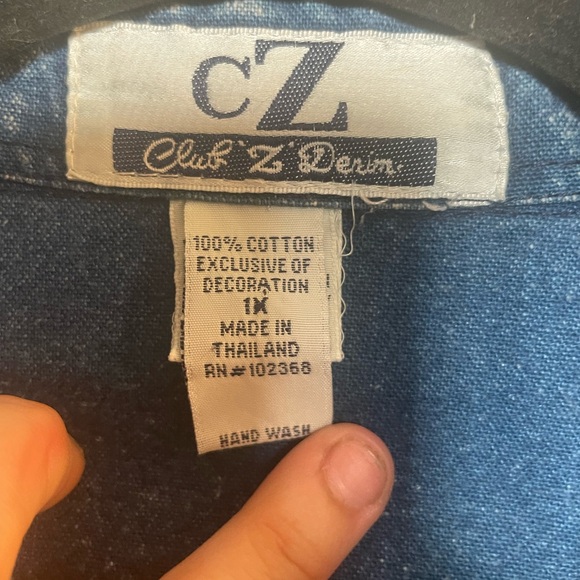 CZ
Club "Z" Denim
100% COTTON
EXCLUSIVE OF
DECORATION
1X
MADE IN
THAILAND
RN#102368
HAND WASH